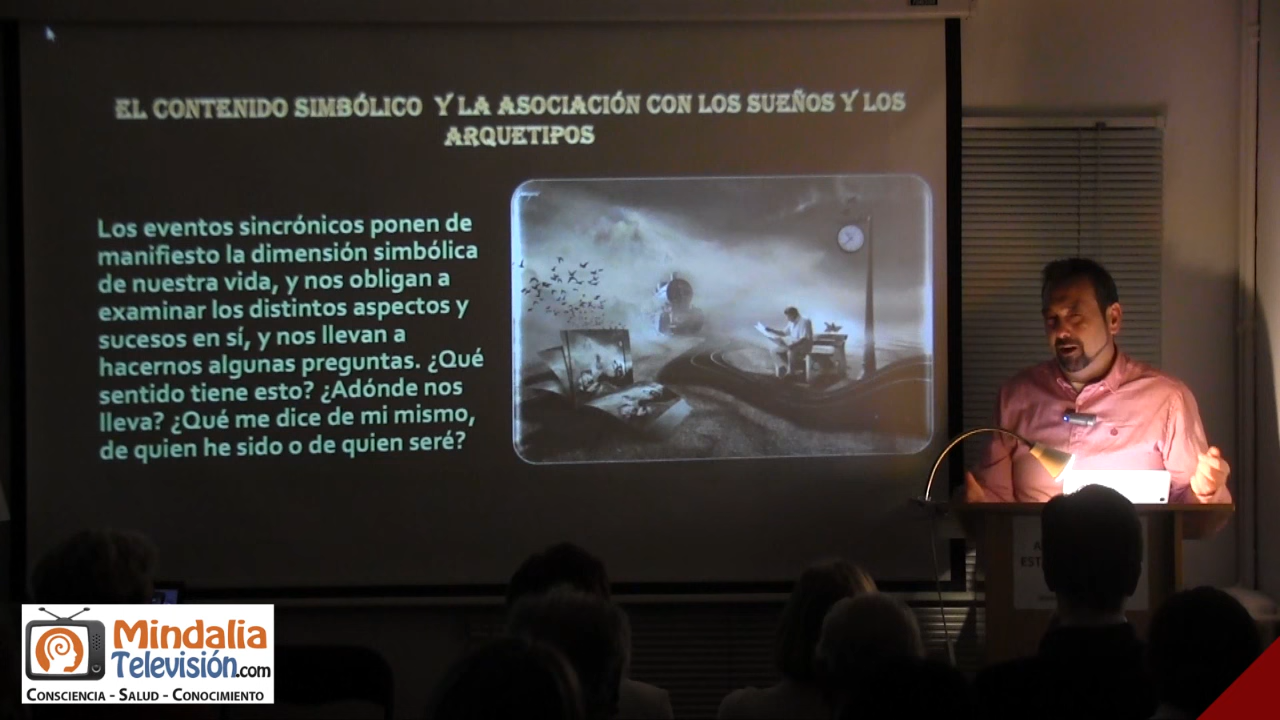 EL CONTENIDO SIMBÓLICO Y LA ASOCIACIÓN CON LOS SUEÑOS Y LOS
ARQUETIPOS
Los eventos sincrónicos ponen de
manifiesto la dimensión simbólica
de nuestra vida, y nos obligan a
examinar los distintos aspectos y
sucesos en sí, y nos llevan a
hacernos algunas preguntas. ¿Qué
sentido tiene esto? ¿Adónde nos
lleva? ¿Qué me dice de mi mismo,
de quien he sido o de quien seré?
Mindalia
Televisión.com
CONSCIENCIA - SALUD - CONOCIMIENTO